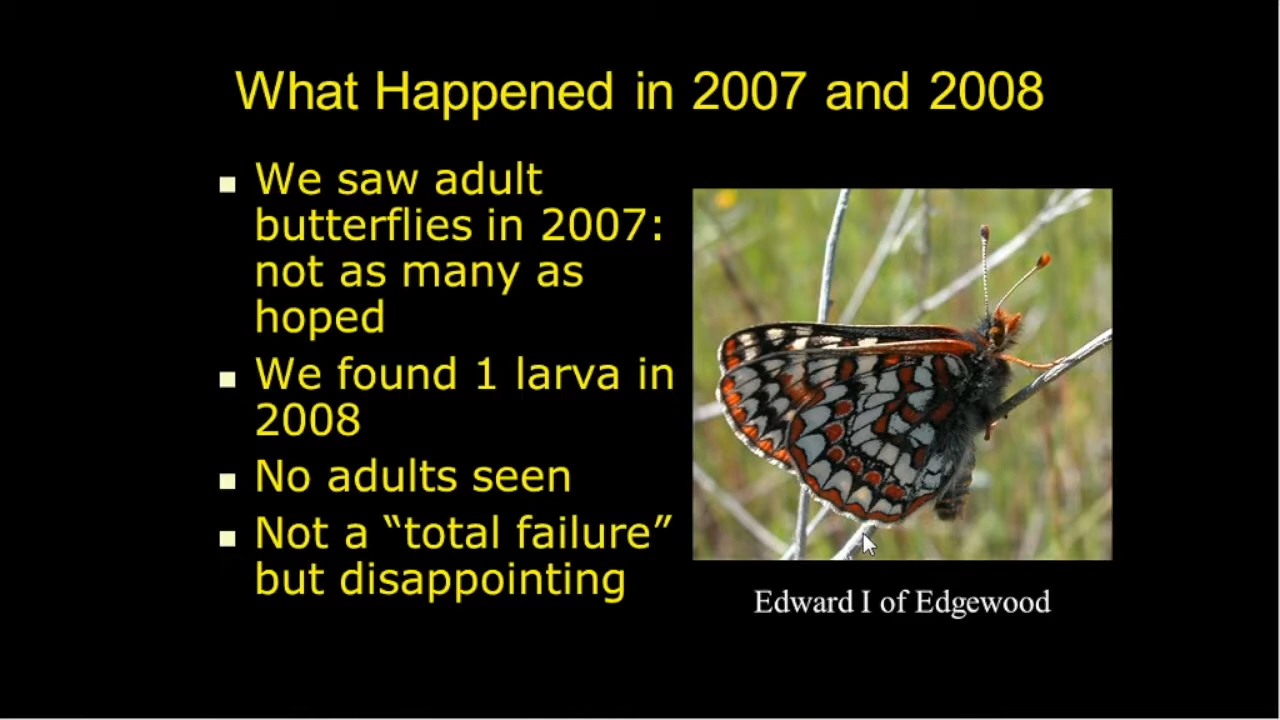 What Happened in 2007 and 2008
We saw adult
butterflies in 2007:
not as many as
hoped
We found 1 larva in
2008
No adults seen
Not a “total failure”
but disappointing
Edward I of Edgewood